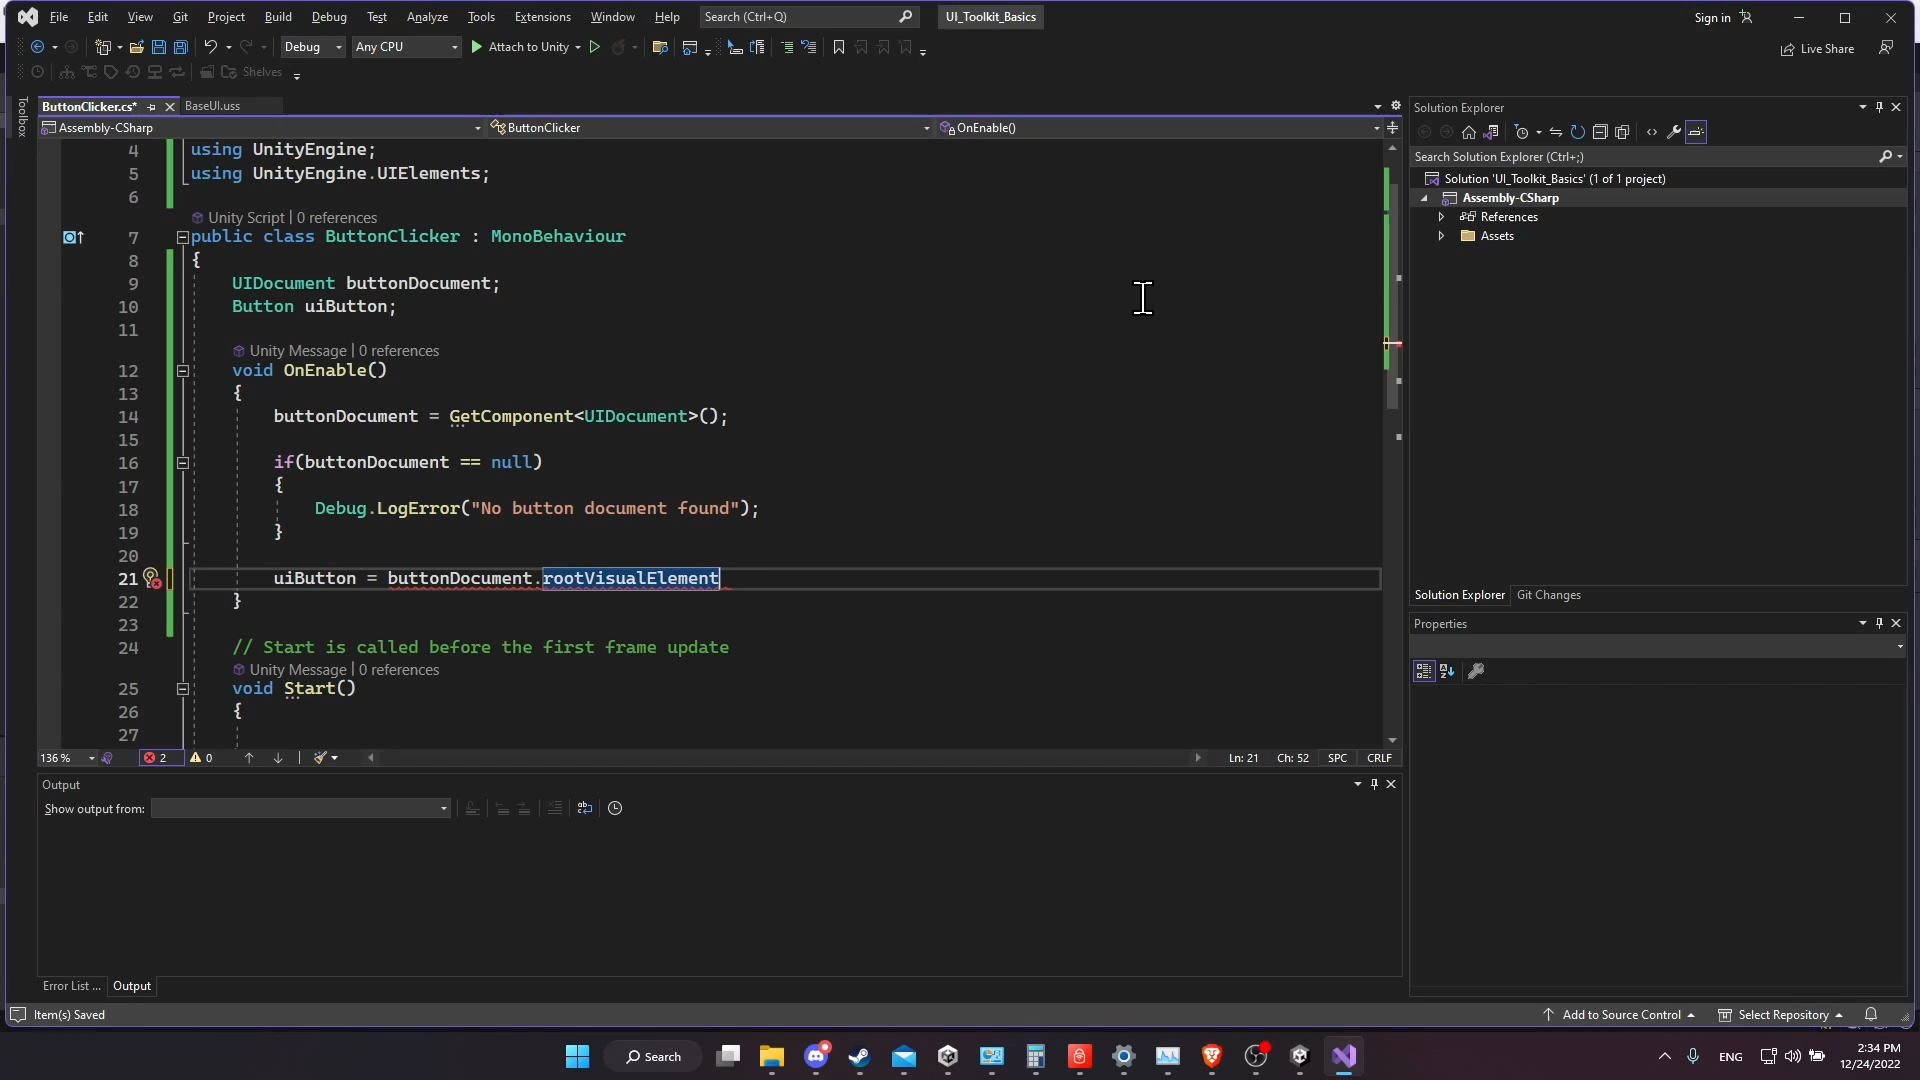 File Edit View Git Project Build Debug Test Analyze Tools Extensions Window Help Search (Ctrl+Q) UI_Toolkit_Basics Sign in
Debug Any CPU Attach to Unity Live Share
Shelves
Toolbox
ButtonClicker.cs* BaseUI.uss
Assembly-CSharp ButtonClicker OnEnable()
4 using UnityEngine;
5 using UnityEngine.UIElements;
6
Unity Script | 0 references
7 public class ButtonClicker : MonoBehaviour
8 {
9 UIDocument buttonDocument;
10 Button uiButton;
11
Unity Message | 0 references
12 void OnEnable()
13 {
14 buttonDocument = GetComponent<UIDocument>();
15
16 if(buttonDocument == null)
17 {
18 Debug.LogError("No button document found");
19 }
20
21 uiButton = buttonDocument.rootVisualElement
22 }
23
24 // Start is called before the first frame update
Unity Message | 0 references
25 void Start()
26 {
27
136 % 2 0 Ln: 21 Ch: 52 SPC CRLF
Output
Show output from:
Error List ... Output
Solution Explorer
Search Solution Explorer (Ctrl+;)
Solution 'UI_Toolkit_Basics' (1 of 1 project)
Assembly-CSharp
References
Assets
Solution Explorer Git Changes
Properties
Item(s) Saved Add to Source Control Select Repository
Search ENG 2:34 PM
12/24/2022